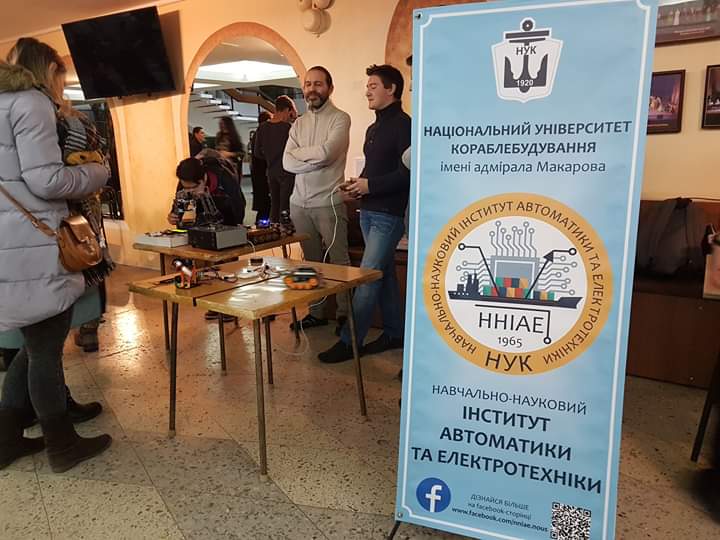 НУК
1920
НАЦІОНАЛЬНИЙ УНІВЕРСИТЕТ
КОРАБЛЕБУДУВАННЯ
імені адмірала Макарова
НАВЧАЛЬНО-НАУКОВИЙ ІНСТИТУТ АВТОМАТИКИ ТА ЕЛЕКТРОТЕХНІКИ
ННІАЕ
1965
НУК
НАВЧАЛЬНО-НАУКОВИЙ
ІНСТИТУТ
АВТОМАТИКИ
ТА ЕЛЕКТРОТЕХНІКИ
ДІЗНАЙСЯ БІЛЬШЕ
на facebook-сторінці
www.facebook.com/nniae.nuos